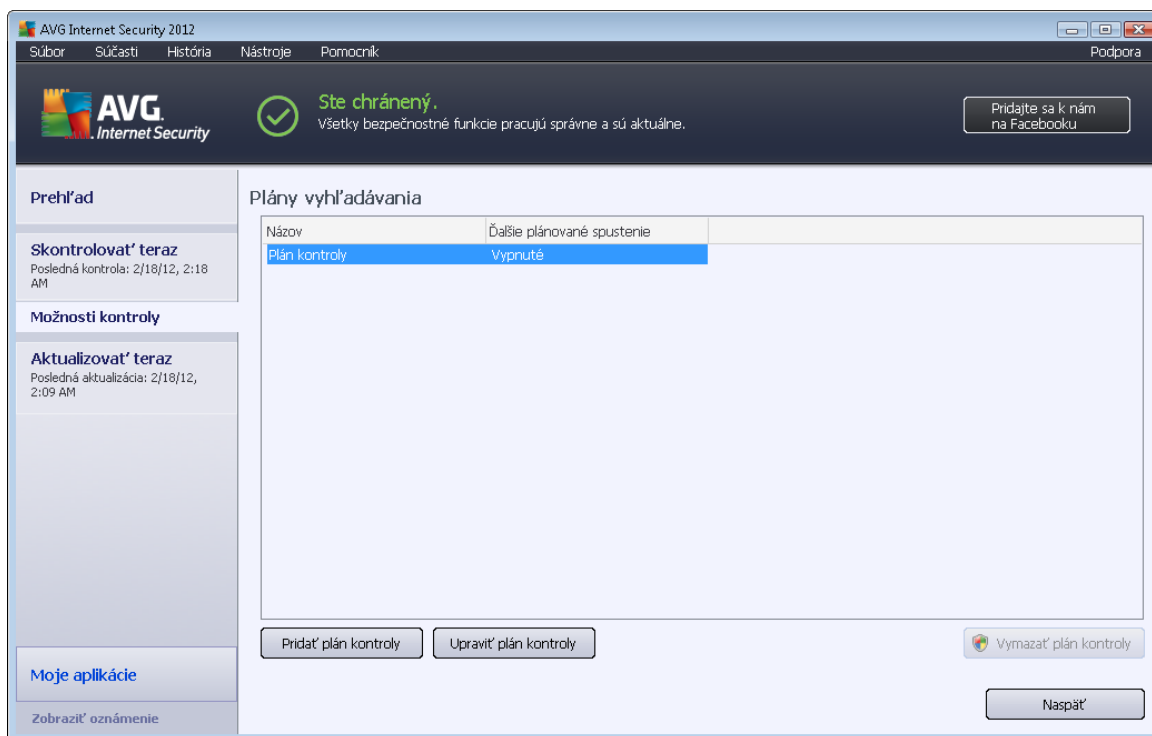 AVG Internet Security 2012
Súbor Súčasti História Nástroje Pomocník Podpora
AVG.
Internet Security
Ste chránený.
Všetky bezpečnostné funkcie pracujú správne a sú aktuálne.
Pridajte sa k nám
na Facebooku
Prehľad
Skontrolovať teraz
Posledná kontrola: 2/18/12, 2:18
AM
Možnosti kontroly
Aktualizovať teraz
Posledná aktualizácia: 2/18/12,
2:09 AM
Moje aplikácie
Zobraziť oznámenie
Plány vyhľadávania
Názov Ďalšie plánované spustenie
Plán kontroly Vypnuté
Pridať plán kontroly Upraviť plán kontroly Vymazať plán kontroly
Naspäť